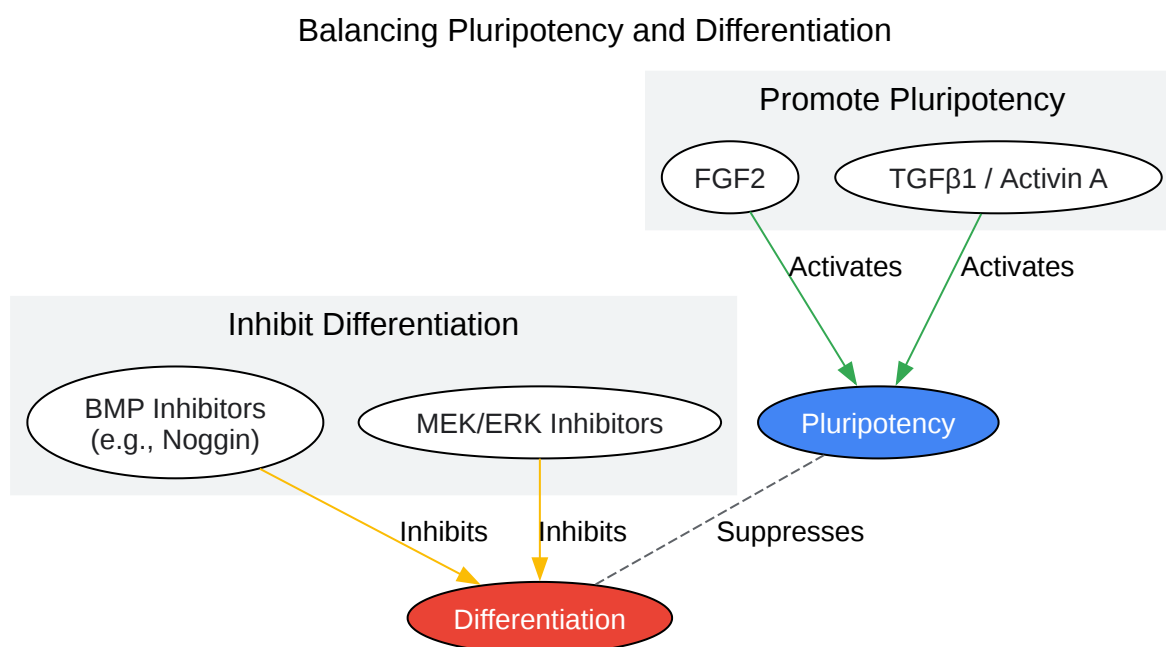 Balancing Pluripotency and Differentiation
Promote Pluripotency
FGF2
TGFβ1 / Activin A
Activates
Activates
Inhibit Differentiation
BMP Inhibitors
(e.g., Noggin)
MEK/ERK Inhibitors
Pluripotency
Inhibits
Inhibits
Suppresses
Differentiation